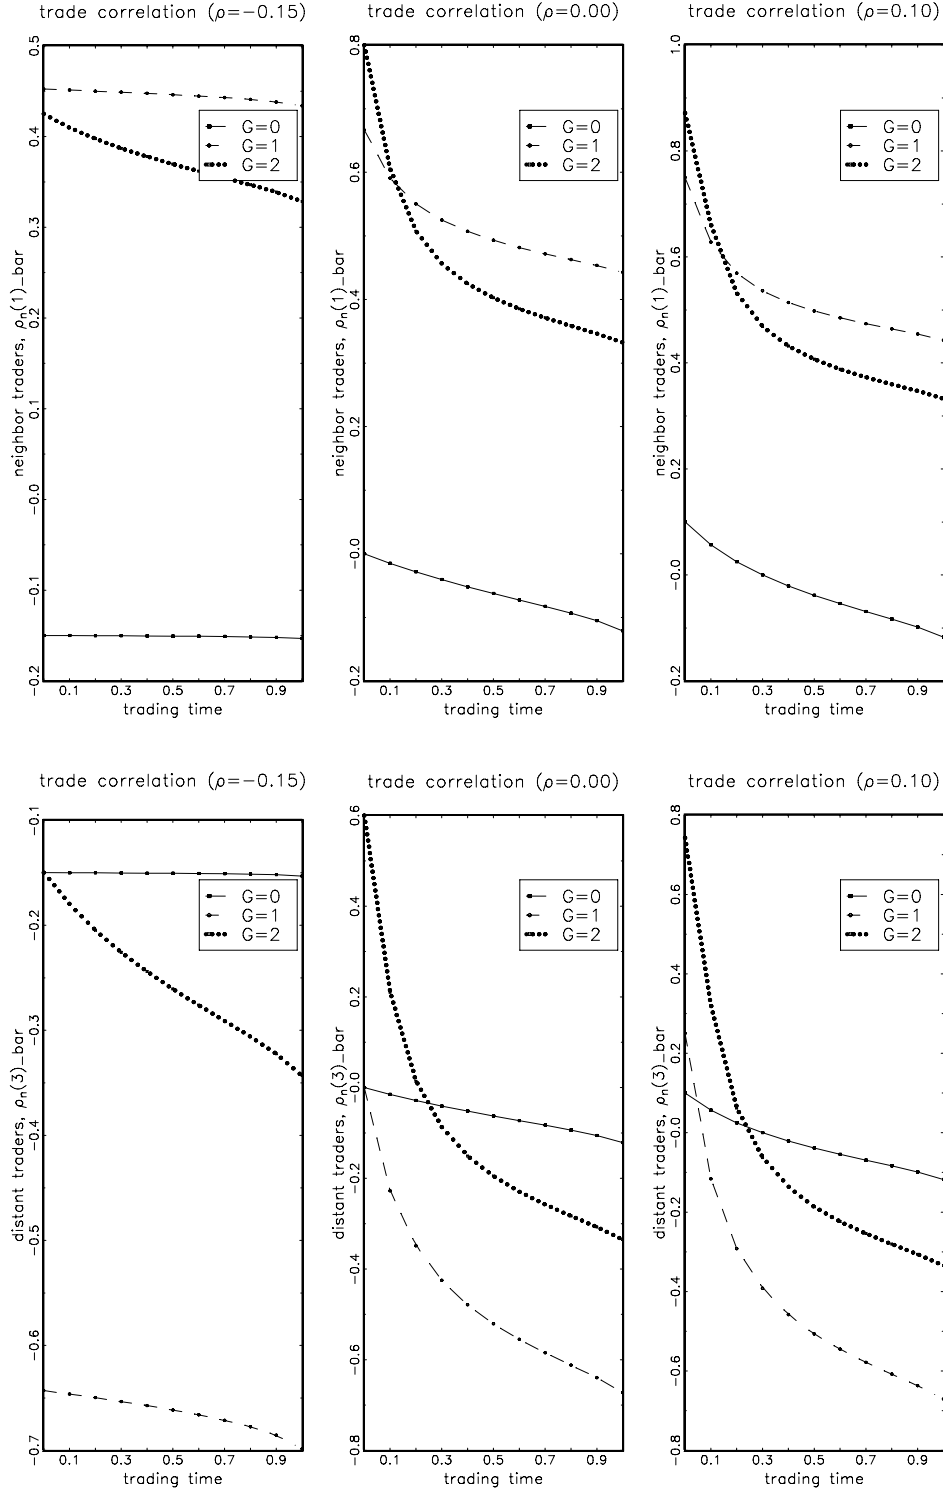 trade correlation (ρ=−0.15)
neighbor traders, ρn(1)_bar
0.5
0.4
0.3
0.2
0.1
−0.0
−0.1
−0.2
G=0
G=1
G=2
0.1 0.3 0.5 0.7 0.9
trading time
trade correlation (ρ=0.00)
neighbor traders, ρn(1)_bar
0.8
0.6
0.4
0.2
−0.0
−0.2
G=0
G=1
G=2
0.1 0.3 0.5 0.7 0.9
trading time
trade correlation (ρ=0.10)
neighbor traders, ρn(1)_bar
1.0
0.8
0.6
0.4
0.2
−0.0
−0.2
G=0
G=1
G=2
0.1 0.3 0.5 0.7 0.9
trading time
trade correlation (ρ=−0.15)
distant traders, ρn(3)_bar
−0.1
−0.2
−0.3
−0.4
−0.5
−0.6
−0.7
G=0
G=1
G=2
0.1 0.3 0.5 0.7 0.9
trading time
trade correlation (ρ=0.00)
distant traders, ρn(3)_bar
0.6
0.4
0.2
−0.0
−0.2
−0.4
−0.6
−0.8
G=0
G=1
G=2
0.1 0.3 0.5 0.7 0.9
trading time
trade correlation (ρ=0.10)
distant traders, ρn(3)_bar
0.8
0.6
0.4
0.2
−0.0
−0.2
−0.4
−0.6
−0.8
G=0
G=1
G=2
0.1 0.3 0.5 0.7 0.9
trading time